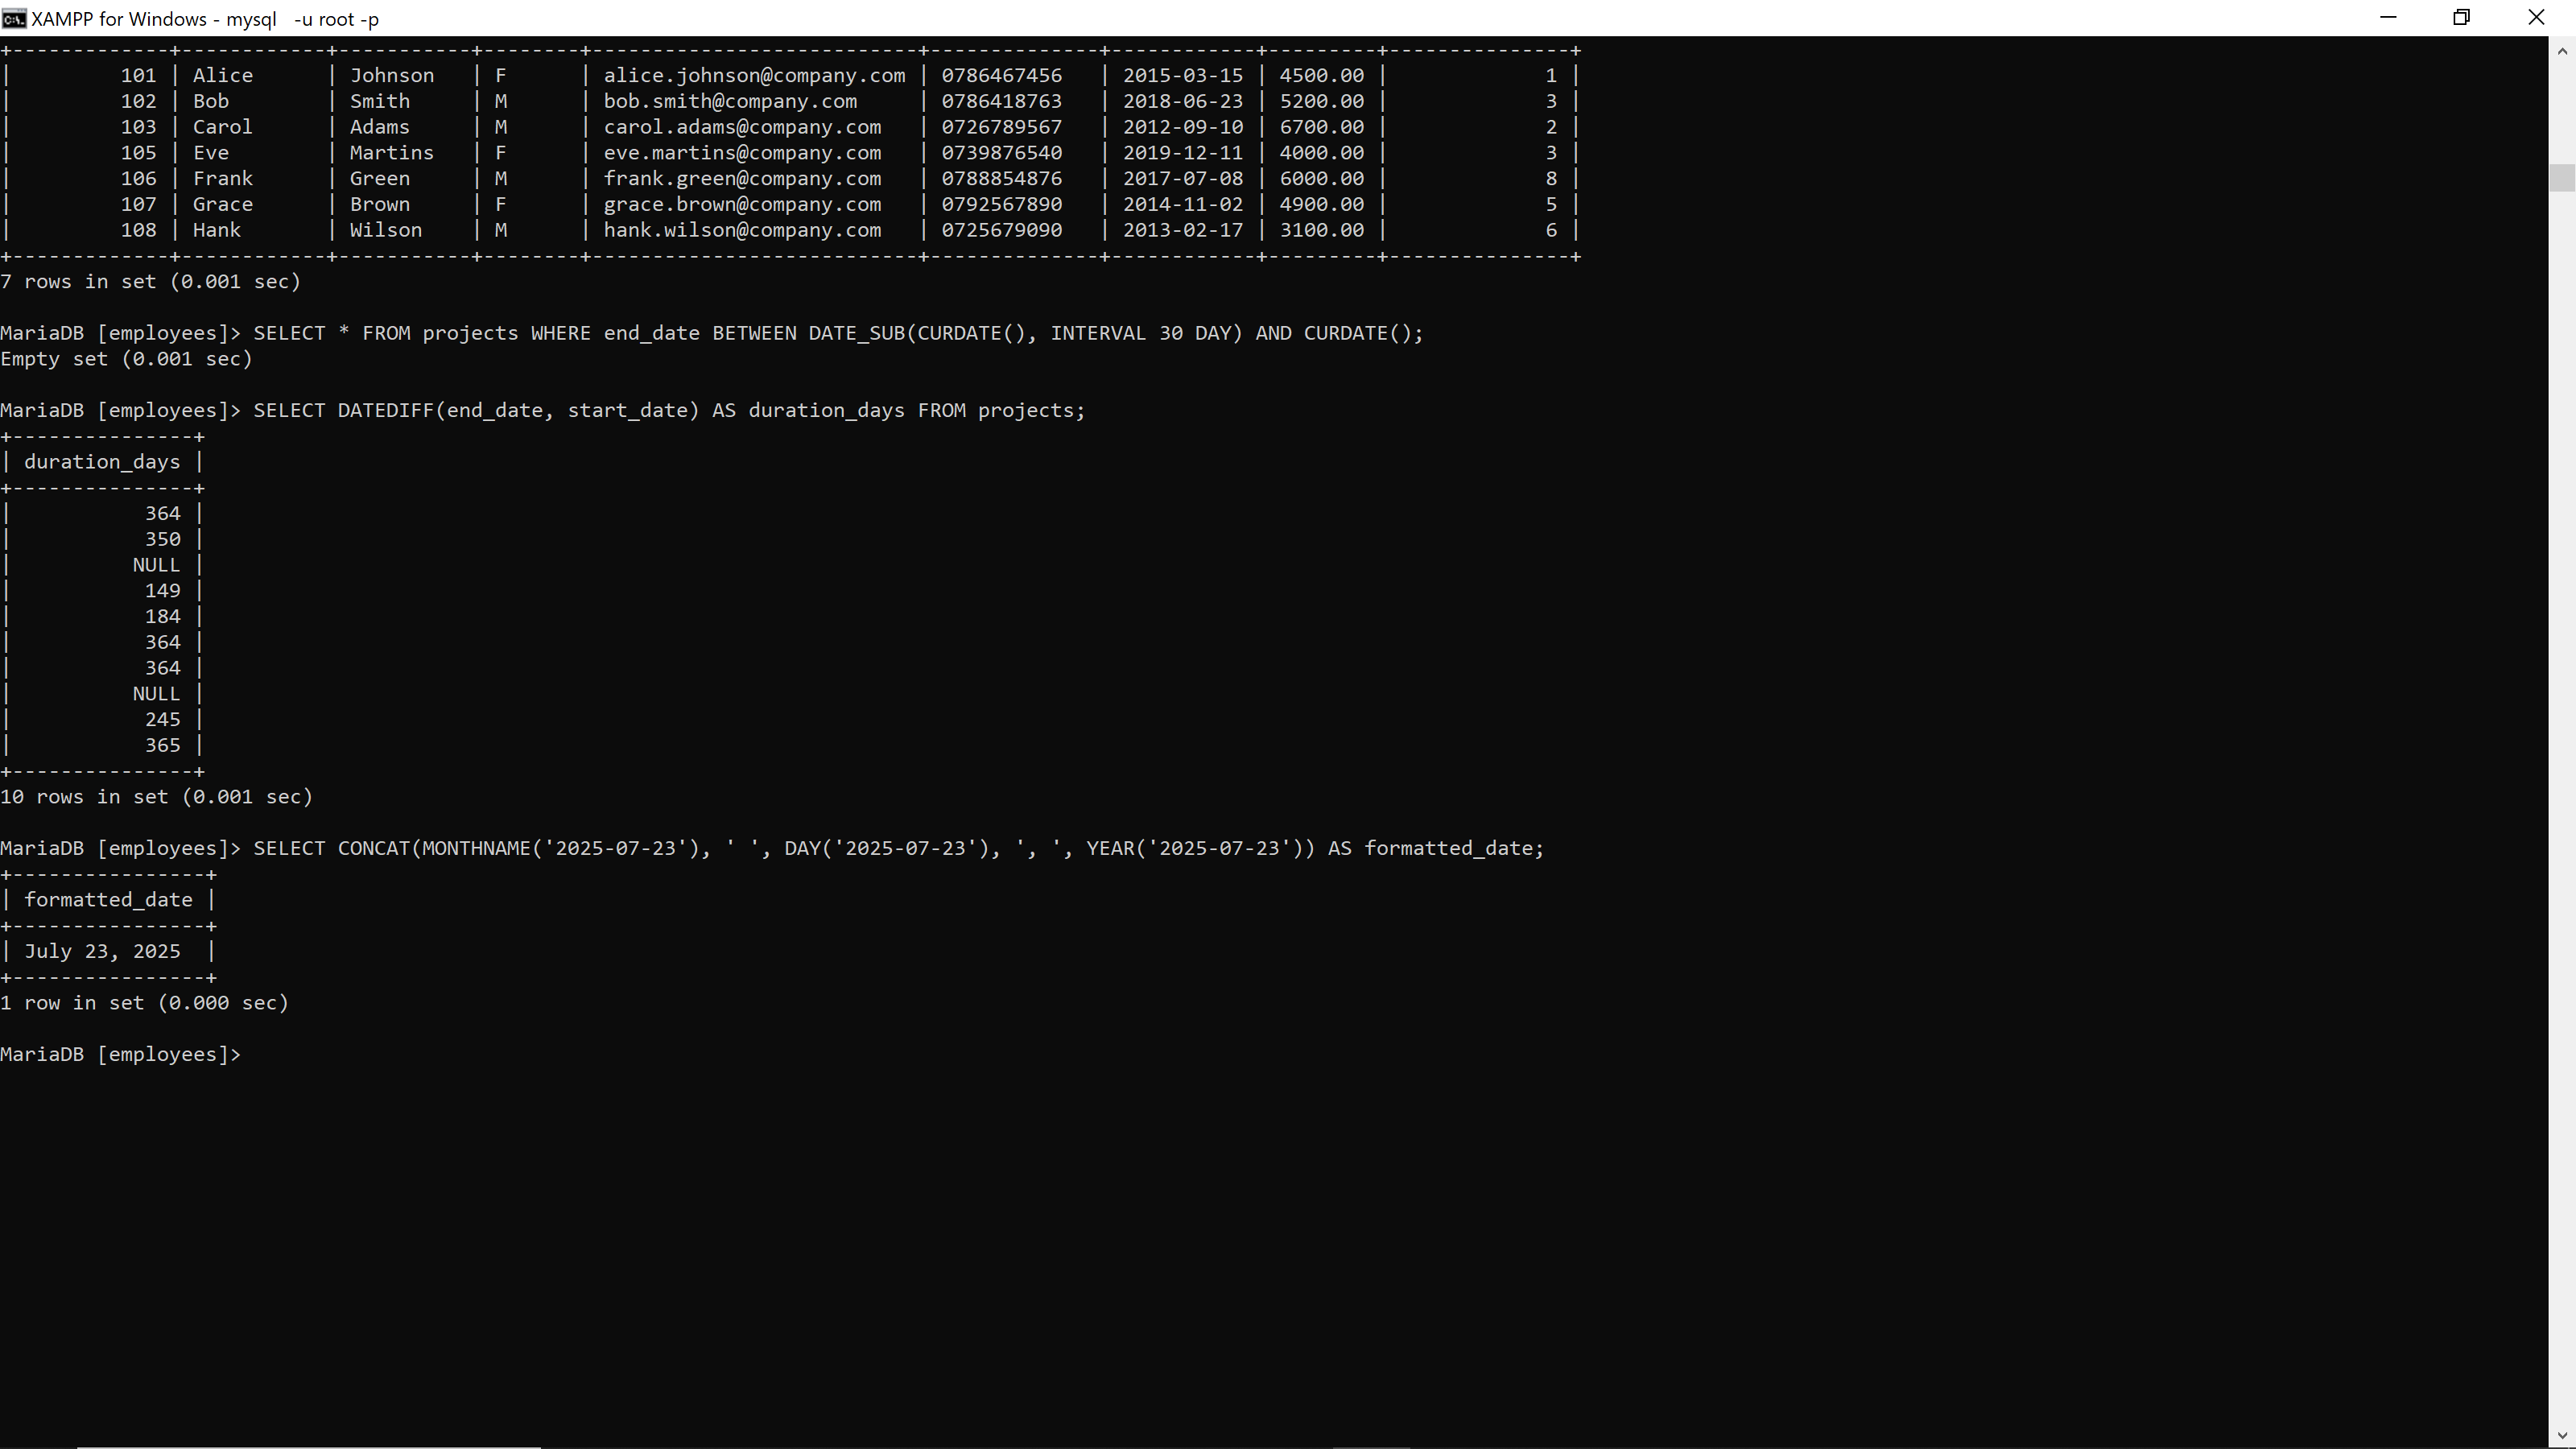 XAMPP for Windows - mysql  -u root -p
+-------------+------------+-----------+--------+---------------------------+--------------+------------+---------+---------------+
|         101 | Alice      | Johnson   | F      | alice.johnson@company.com | 0786467456   | 2015-03-15 | 4500.00 |             1 |
|         102 | Bob        | Smith     | M      | bob.smith@company.com     | 0786418763   | 2018-06-23 | 5200.00 |             3 |
|         103 | Carol      | Adams     | M      | carol.adams@company.com   | 0726789567   | 2012-09-10 | 6700.00 |             2 |
|         105 | Eve        | Martins   | F      | eve.martins@company.com   | 0739876540   | 2019-12-11 | 4000.00 |             3 |
|         106 | Frank      | Green     | M      | frank.green@company.com   | 0788854876   | 2017-07-08 | 6000.00 |             8 |
|         107 | Grace      | Brown     | F      | grace.brown@company.com   | 0792567890   | 2014-11-02 | 4900.00 |             5 |
|         108 | Hank       | Wilson    | M      | hank.wilson@company.com   | 0725679090   | 2013-02-17 | 3100.00 |             6 |
+-------------+------------+-----------+--------+---------------------------+--------------+------------+---------+---------------+
7 rows in set (0.001 sec)
MariaDB [employees]> SELECT * FROM projects WHERE end_date BETWEEN DATE_SUB(CURDATE(), INTERVAL 30 DAY) AND CURDATE();
Empty set (0.001 sec)
MariaDB [employees]> SELECT DATEDIFF(end_date, start_date) AS duration_days FROM projects;
+---------------+
| duration_days |
+---------------+
|           364 |
|           350 |
|          NULL |
|           149 |
|           184 |
|           364 |
|           364 |
|          NULL |
|           245 |
|           365 |
+---------------+
10 rows in set (0.001 sec)
MariaDB [employees]> SELECT CONCAT(MONTHNAME('2025-07-23'), ' ', DAY('2025-07-23'), ', ', YEAR('2025-07-23')) AS formatted_date;
+----------------+
| formatted_date |
+----------------+
| July 23, 2025  |
+----------------+
1 row in set (0.000 sec)
MariaDB [employees]>